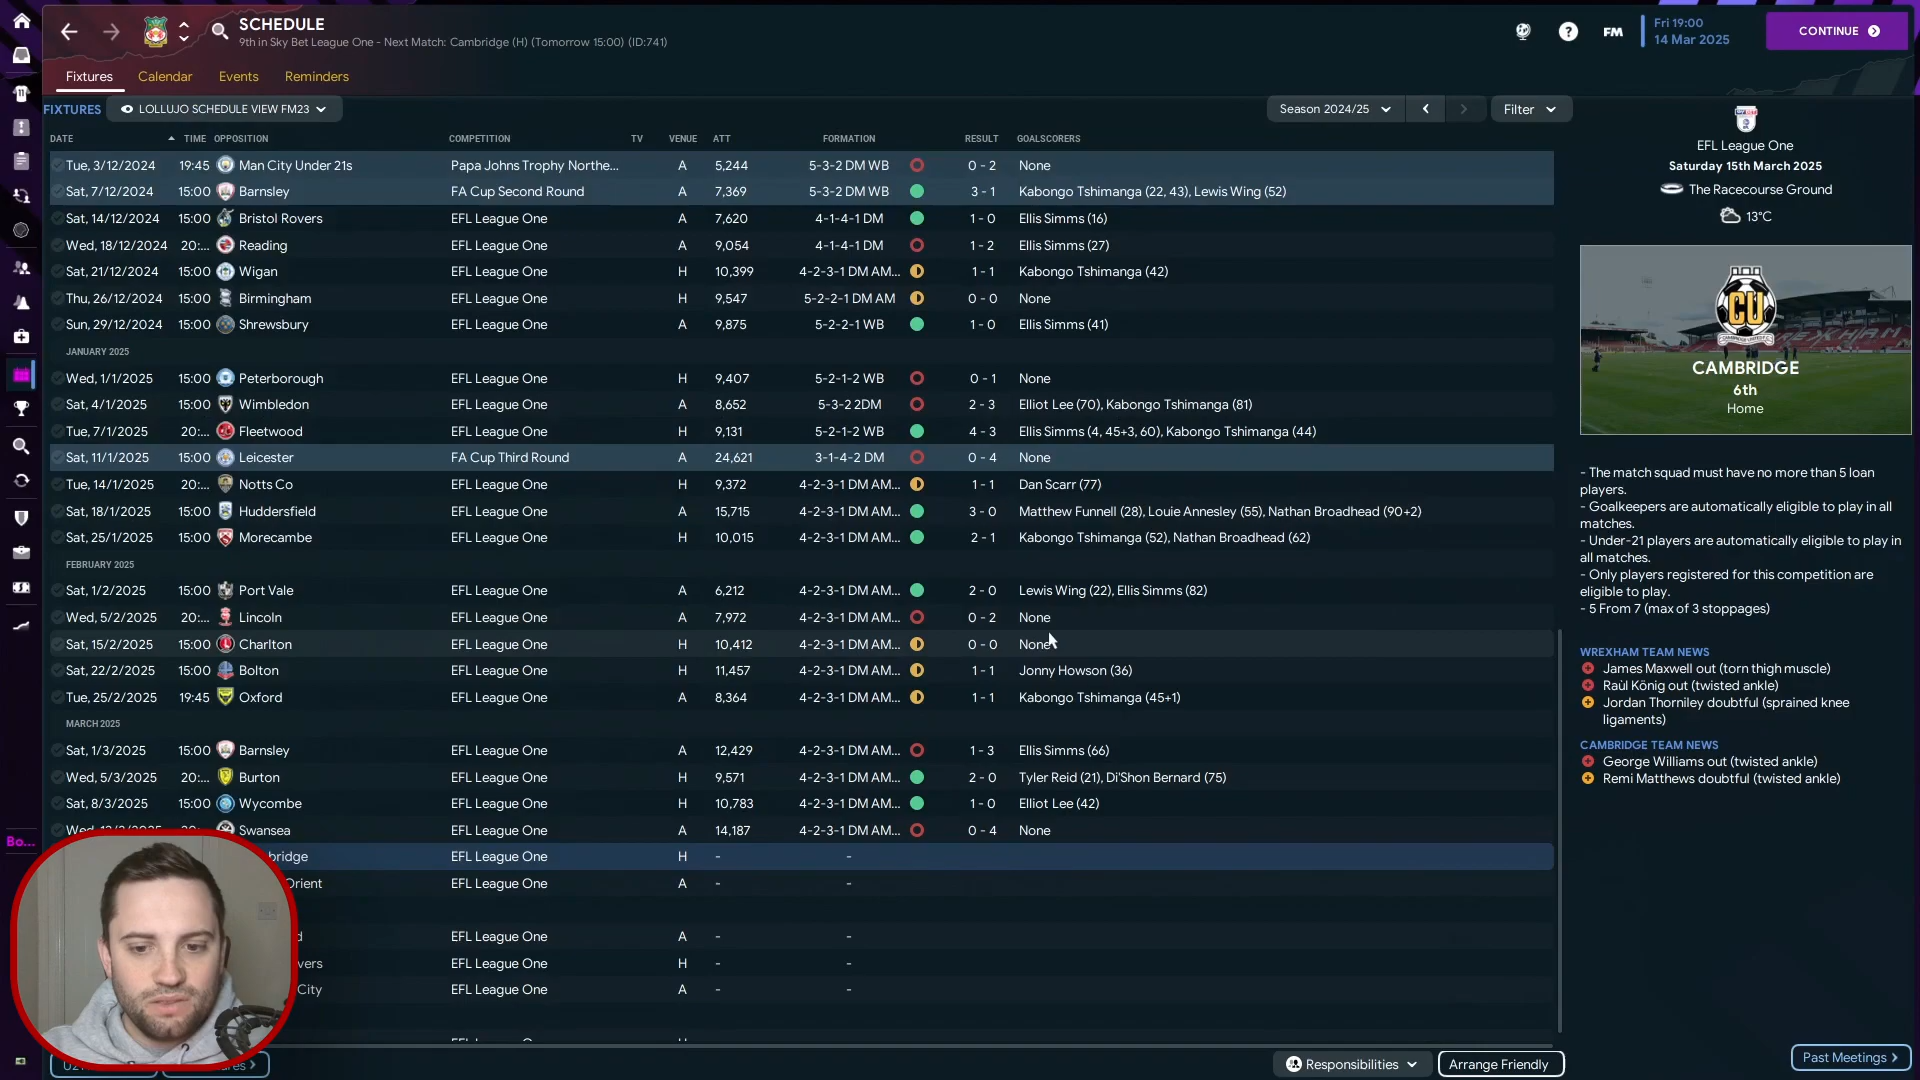 SCHEDULE
9th in Sky Bet League One - Next Match: Cambridge (H) (Tomorrow 15:00) (ID:741)
FM
Fri 19:00
14 Mar 2025
CONTINUE
Fixtures Calendar Events Reminders
FIXTURES LOLLUJO SCHEDULE VIEW FM23 Season 2024/25 Filter
DATE TIME OPPOSITION COMPETITION TV VENUE ATT FORMATION RESULT GOALSCORERS
Tue, 3/12/2024 19:45 Man City Under 21s Papa Johns Trophy Northe... A 5,244 5-3-2 DM WB 0 - 2 None
Sat, 7/12/2024 15:00 Barnsley FA Cup Second Round A 7,369 5-3-2 DM WB 3 - 1 Kabongo Tshimanga (22, 43), Lewis Wing (52)
Sat, 14/12/2024 15:00 Bristol Rovers EFL League One A 7,620 4-1-4-1 DM 1 - 0 Ellis Simms (16)
Wed, 18/12/2024 20:... Reading EFL League One A 9,054 4-1-4-1 DM 1 - 2 Ellis Simms (27)
Sat, 21/12/2024 15:00 Wigan EFL League One H 10,399 4-2-3-1 DM AM... 1 - 1 Kabongo Tshimanga (42)
Thu, 26/12/2024 15:00 Birmingham EFL League One H 9,547 5-2-2-1 DM AM 0 - 0 None
Sun, 29/12/2024 15:00 Shrewsbury EFL League One A 9,875 5-2-2-1 WB 1 - 0 Ellis Simms (41)
JANUARY 2025
Wed, 1/1/2025 15:00 Peterborough EFL League One H 9,407 5-2-1-2 WB 0 - 1 None
Sat, 4/1/2025 15:00 Wimbledon EFL League One A 8,652 5-3-2 2DM 2 - 3 Elliot Lee (70), Kabongo Tshimanga (81)
Tue, 7/1/2025 20:... Fleetwood EFL League One H 9,131 5-2-1-2 WB 4 - 3 Ellis Simms (4, 45+3, 60), Kabongo Tshimanga (44)
Sat, 11/1/2025 15:00 Leicester FA Cup Third Round A 24,621 3-1-4-2 DM 0 - 4 None
Tue, 14/1/2025 20:... Notts Co EFL League One H 9,372 4-2-3-1 DM AM... 1 - 1 Dan Scarr (77)
Sat, 18/1/2025 15:00 Huddersfield EFL League One A 15,715 4-2-3-1 DM AM... 3 - 0 Matthew Funnell (28), Louie Annesley (55), Nathan Broadhead (90+2)
Sat, 25/1/2025 15:00 Morecambe EFL League One H 10,015 4-2-3-1 DM AM... 2 - 1 Kabongo Tshimanga (52), Nathan Broadhead (62)
FEBRUARY 2025
Sat, 1/2/2025 15:00 Port Vale EFL League One A 6,212 4-2-3-1 DM AM... 2 - 0 Lewis Wing (22), Ellis Simms (82)
Wed, 5/2/2025 20:... Lincoln EFL League One A 7,972 4-2-3-1 DM AM... 0 - 2 None
Sat, 15/2/2025 15:00 Charlton EFL League One H 10,412 4-2-3-1 DM AM... 0 - 0 None
Sat, 22/2/2025 15:00 Bolton EFL League One H 11,457 4-2-3-1 DM AM... 1 - 1 Jonny Howson (36)
Tue, 25/2/2025 19:45 Oxford EFL League One A 8,364 4-2-3-1 DM AM... 1 - 1 Kabongo Tshimanga (45+1)
MARCH 2025
Sat, 1/3/2025 15:00 Barnsley EFL League One A 12,429 4-2-3-1 DM AM... 1 - 3 Ellis Simms (66)
Wed, 5/3/2025 20:... Burton EFL League One H 9,571 4-2-3-1 DM AM... 2 - 0 Tyler Reid (21), Di'Shon Bernard (75)
Sat, 8/3/2025 15:00 Wycombe EFL League One H 10,783 4-2-3-1 DM AM... 1 - 0 Elliot Lee (42)
Swansea EFL League One A 14,187 4-2-3-1 DM AM... 0 - 4 None
bridge EFL League One H - -
Orient EFL League One A - -
d EFL League One A - -
vers EFL League One H - -
City EFL League One A - -
Bo...
Responsibilities Arrange Friendly
EFL League One
Saturday 15th March 2025
The Racecourse Ground
13°C
CU
CAMBRIDGE
6th
Home
- The match squad must have no more than 5 loan
players.
- Goalkeepers are automatically eligible to play in all
matches.
- Under-21 players are automatically eligible to play in
all matches.
- Only players registered for this competition are
eligible to play.
- 5 From 7 (max of 3 stoppages)
WREXHAM TEAM NEWS
James Maxwell out (torn thigh muscle)
Raùl König out (twisted ankle)
Jordan Thorniley doubtful (sprained knee
ligaments)
CAMBRIDGE TEAM NEWS
George Williams out (twisted ankle)
Remi Matthews doubtful (twisted ankle)
Past Meetings